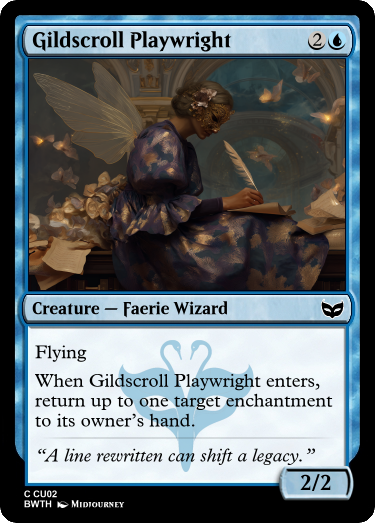 Gildscroll Playwright 2
Creature — Faerie Wizard
Flying
When Gildscroll Playwright enters,
return up to one target enchantment
to its owner's hand.
“A line rewritten can shift a legacy.”
2/2
C CU02
BWTH Midjourney